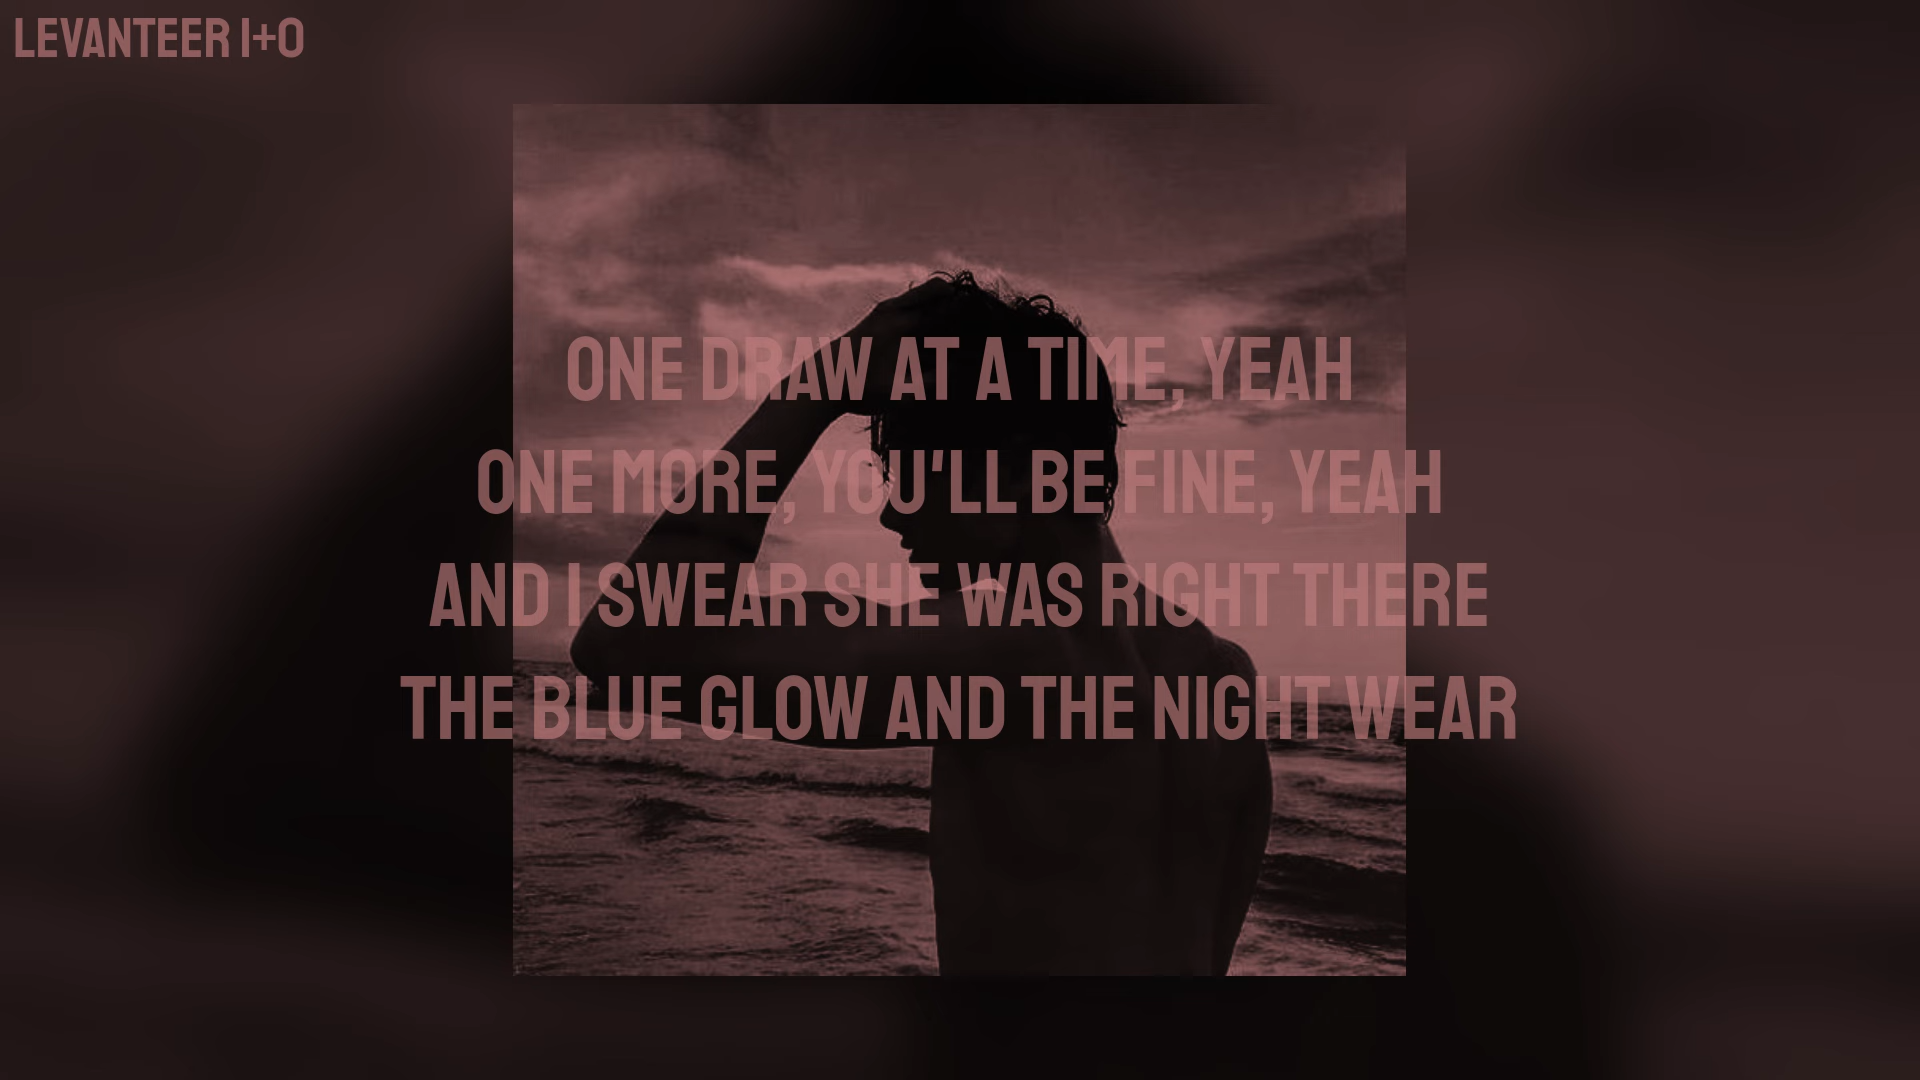 LEVANTEER I+O
ONE DRAW AT A TIME, YEAH
ONE MORE, YOU'LL BE FINE, YEAH
AND I SWEAR SHE WAS RIGHT THERE
THE BLUE GLOW AND THE NIGHT WEAR